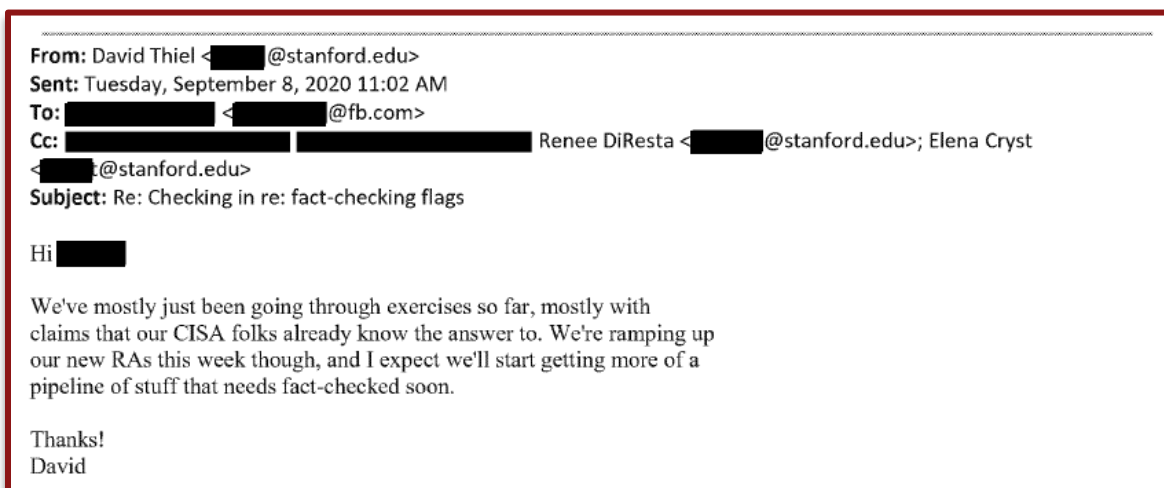 From: David Thiel <@stanford.edu>
Sent: Tuesday, September 8, 2020 11:02 AM
To: <@fb.com>
Cc: Renee DiResta <@stanford.edu>; Elena Cryst
<t@stanford.edu>
Subject: Re: Checking in re: fact-checking flags
Hi
We've mostly just been going through exercises so far, mostly with
claims that our CISA folks already know the answer to. We're ramping up
our new RAs this week though, and I expect we'll start getting more of a
pipeline of stuff that needs fact-checked soon.
Thanks!
David